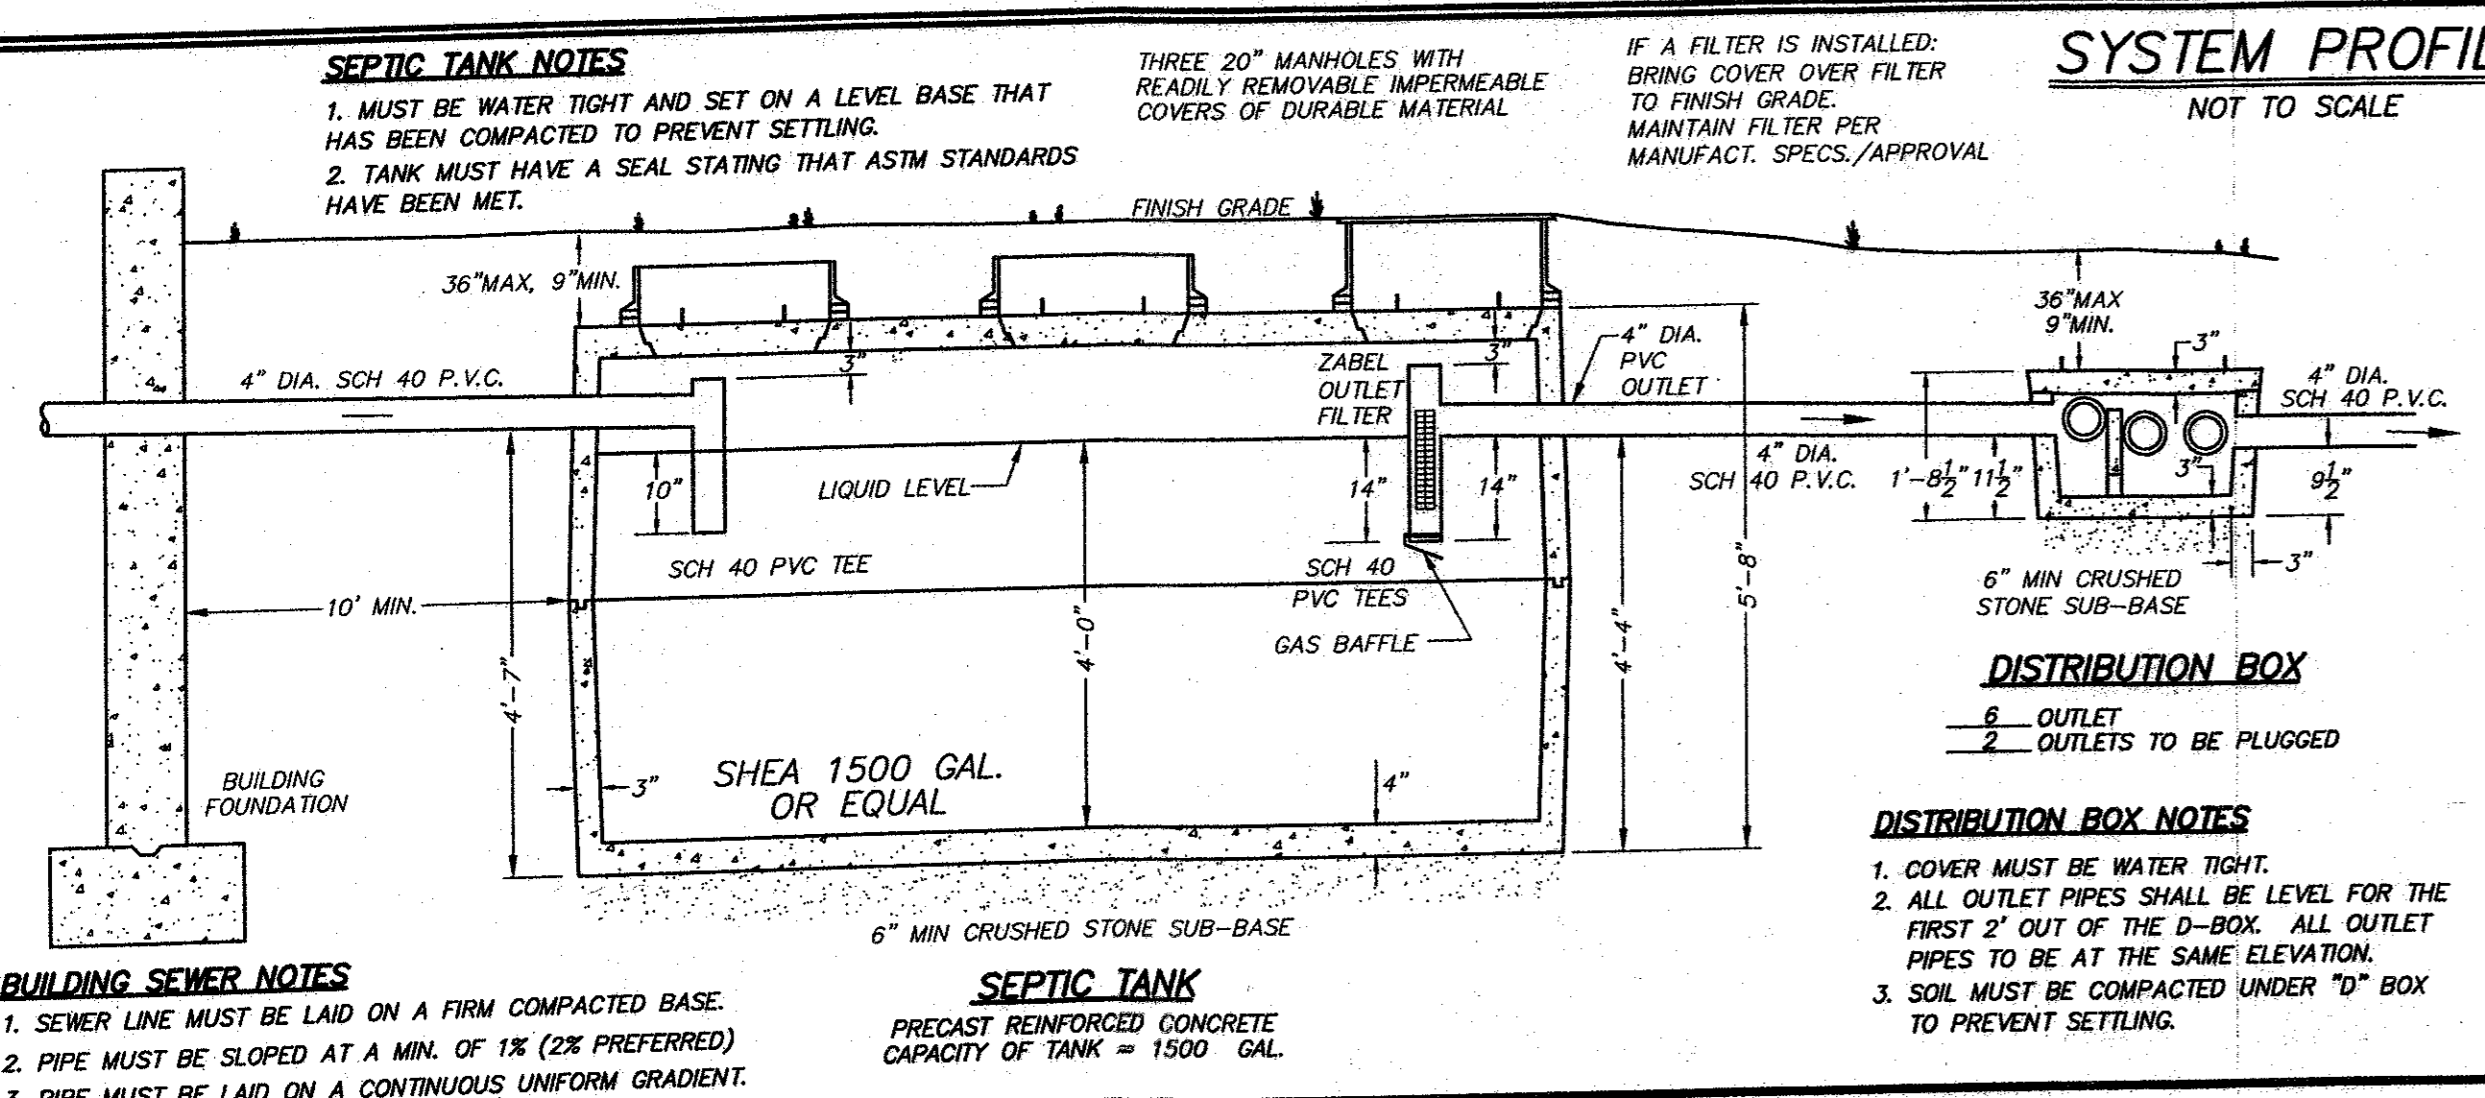 SYSTEM PROFIL
NOT TO SCALE
SEPTIC TANK NOTES
1. MUST BE WATER TIGHT AND SET ON A LEVEL BASE THAT
HAS BEEN COMPACTED TO PREVENT SETTLING.
2. TANK MUST HAVE A SEAL STATING THAT ASTM STANDARDS
HAVE BEEN MET.
THREE 20" MANHOLES WITH
READILY REMOVABLE IMPERMEABLE
COVERS OF DURABLE MATERIAL
IF A FILTER IS INSTALLED:
BRING COVER OVER FILTER
TO FINISH GRADE.
MAINTAIN FILTER PER
MANUFACT. SPECS./APPROVAL
FINISH GRADE
36"MAX, 9"MIN.
4" DIA. SCH 40 P.V.C.
3"
10"
LIQUID LEVEL
SCH 40 PVC TEE
10' MIN.
4'-7"
4'-0"
ZABEL
OUTLET
FILTER
3"
14"
14"
SCH 40
PVC TEES
GAS BAFFLE
4" DIA.
PVC
OUTLET
4" DIA.
SCH 40 P.V.C.
4'-4"
5'-8"
3"
SHEA 1500 GAL.
OR EQUAL
4"
BUILDING
FOUNDATION
6" MIN CRUSHED STONE SUB-BASE
SEPTIC TANK
PRECAST REINFORCED CONCRETE
CAPACITY OF TANK = 1500 GAL.
36"MAX
9"MIN.
3"
4" DIA.
SCH 40 P.V.C.
1'-8 1/2"
11 1/2"
3"
9 1/2"
3"
6" MIN CRUSHED
STONE SUB-BASE
DISTRIBUTION BOX
6 OUTLET
2 OUTLETS TO BE PLUGGED
DISTRIBUTION BOX NOTES
1. COVER MUST BE WATER TIGHT.
2. ALL OUTLET PIPES SHALL BE LEVEL FOR THE
FIRST 2' OUT OF THE D-BOX. ALL OUTLET
PIPES TO BE AT THE SAME ELEVATION.
3. SOIL MUST BE COMPACTED UNDER "D" BOX
TO PREVENT SETTLING.
BUILDING SEWER NOTES
1. SEWER LINE MUST BE LAID ON A FIRM COMPACTED BASE.
2. PIPE MUST BE SLOPED AT A MIN. OF 1% (2% PREFERRED)
3. PIPE MUST BE LAID ON A CONTINUOUS UNIFORM GRADIENT.